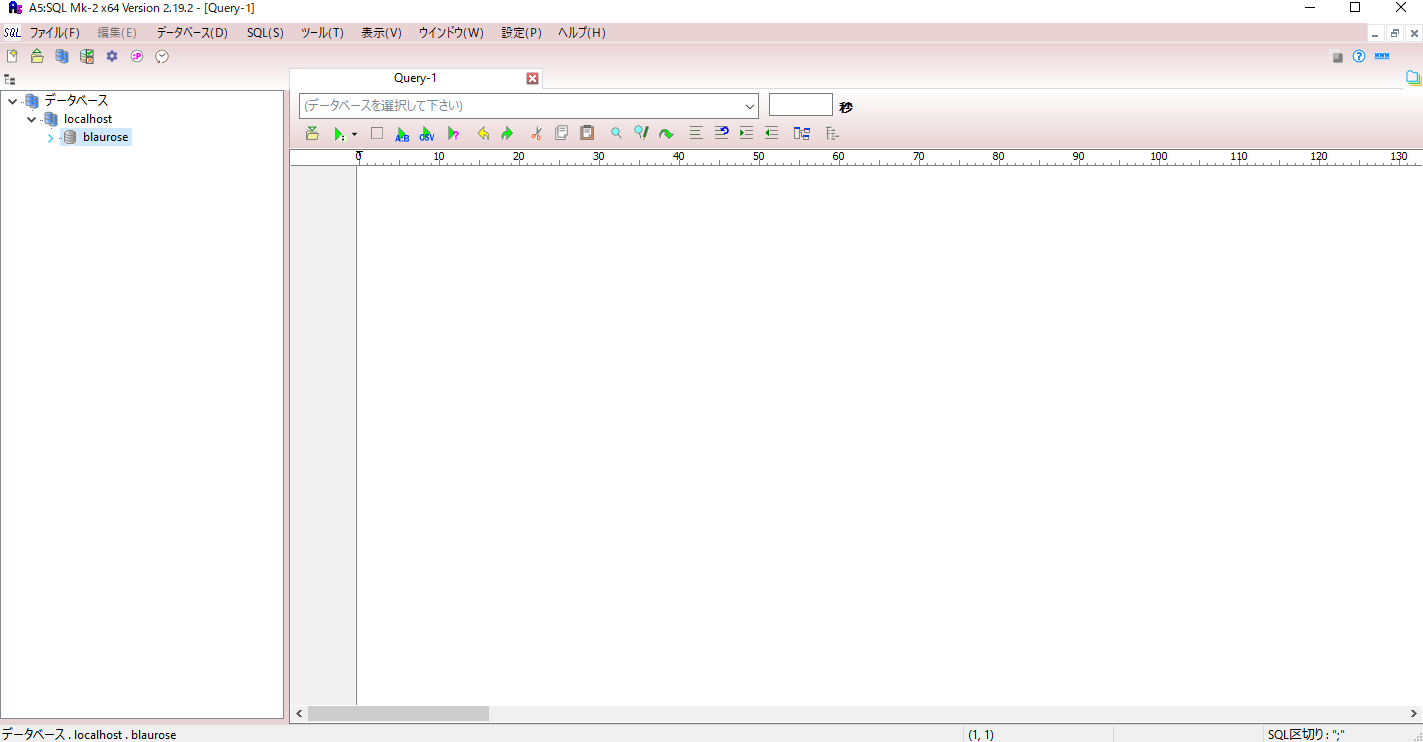 A5:SQL Mk-2 x64 Version 2.19.2 - [Query-1]
SQL ファイル(F) 編集(E) データベース(D) SQL(S) ツール(T) 表示(V) ウインドウ(W) 設定(P) ヘルプ(H)
:P
Query-1
データベース
(データベースを選択して下さい) 秒
localhost
blaurose
A:B CSV
0 10 20 30 40 50 60 70 80 90 100 110 120 130
データベース . localhost . blaurose (1, 1) SQL区切り : ";"